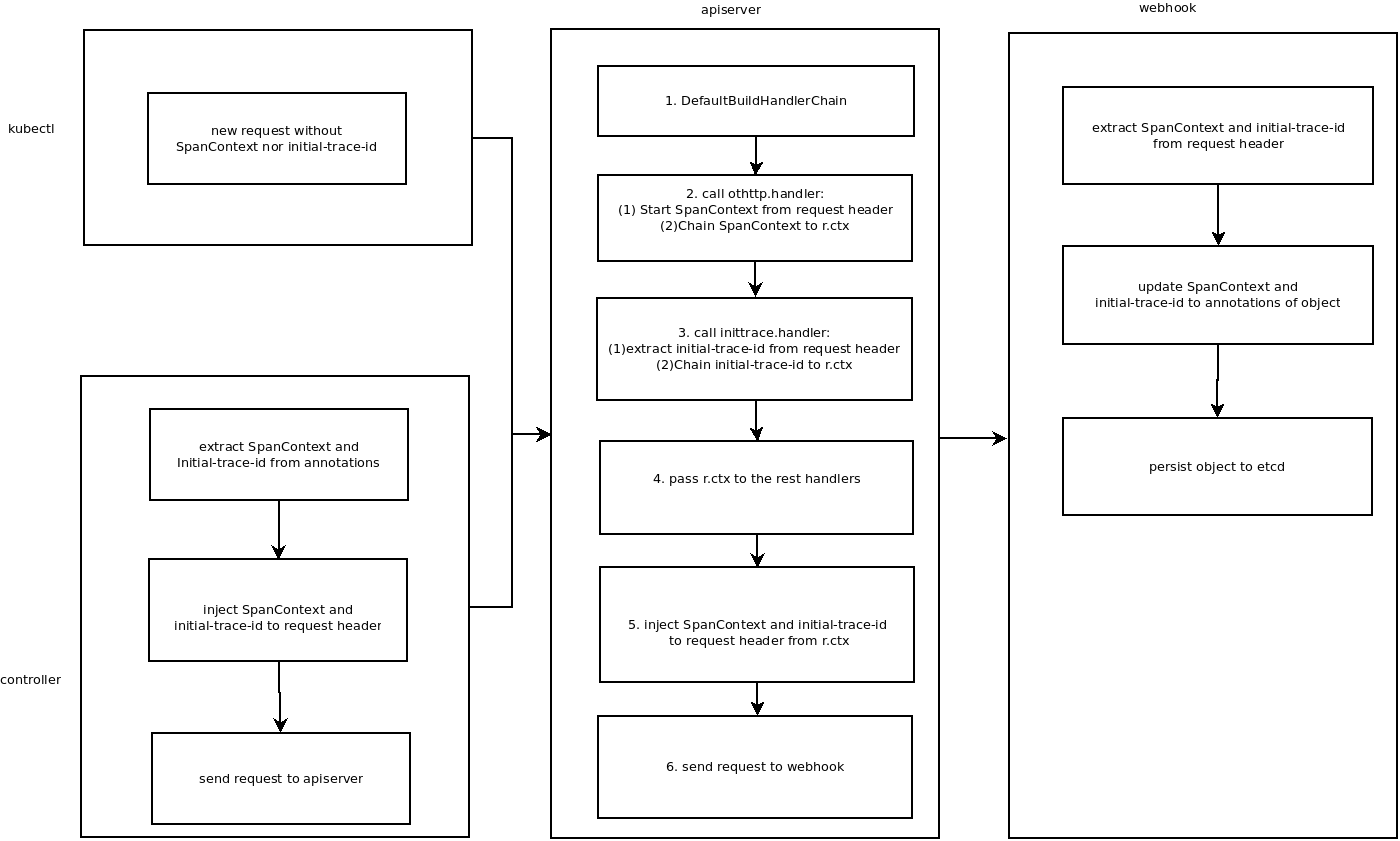 kubectl
new request without
SpanContext nor initial-trace-id
controller
extract SpanContext and
Initial-trace-id from annotations
inject SpanContext and
initial-trace-id to request header
send request to apiserver
apiserver
1. DefaultBuildHandlerChain
2. call othttp.handler:
(1) Start SpanContext from request header
(2)Chain SpanContext to r.ctx
3. call inittrace.handler:
(1)extract initial-trace-id from request header
(2)Chain initial-trace-id to r.ctx
4. pass r.ctx to the rest handlers
5. inject SpanContext and initial-trace-id
to request header from r.ctx
6. send request to webhook
webhook
extract SpanContext and initial-trace-id
from request header
update SpanContext and
initial-trace-id to annotations of object
persist object to etcd